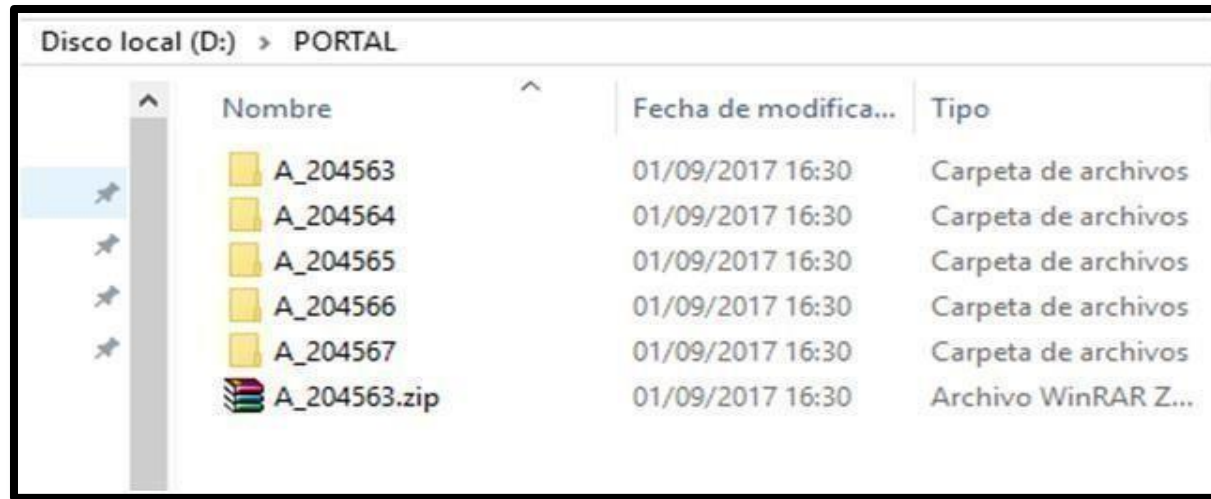 Disco local (D:) > PORTAL
Nombre Fecha de modifica... Tipo
A_204563 01/09/2017 16:30 Carpeta de archivos
A_204564 01/09/2017 16:30 Carpeta de archivos
A_204565 01/09/2017 16:30 Carpeta de archivos
A_204566 01/09/2017 16:30 Carpeta de archivos
A_204567 01/09/2017 16:30 Carpeta de archivos
A_204563.zip 01/09/2017 16:30 Archivo WinRAR Z...